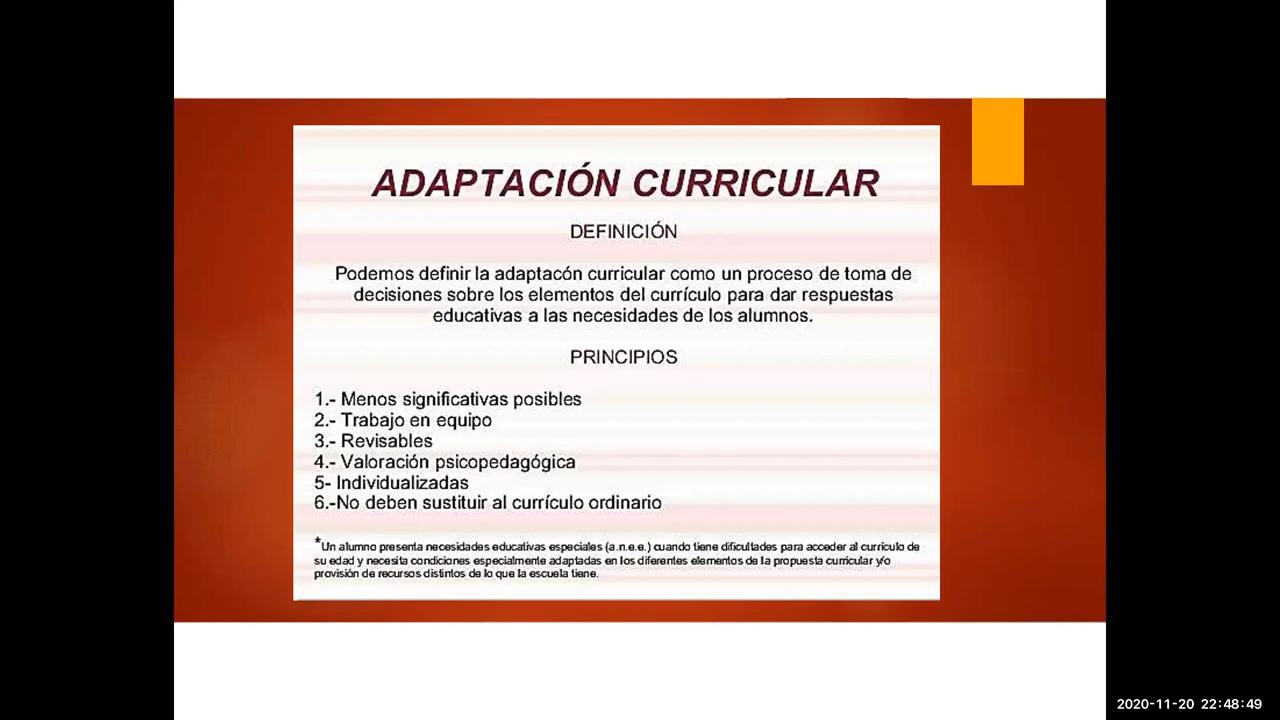 ADAPTACIÓN CURRICULAR
DEFINICIÓN
Podemos definir la adaptacón curricular como un proceso de toma de
decisiones sobre los elementos del currículo para dar respuestas
educativas a las necesidades de los alumnos.
PRINCIPIOS
1.- Menos significativas posibles
2.- Trabajo en equipo
3.- Revisables
4.- Valoración psicopedagógica
5- Individualizadas
6.-No deben sustituir al currículo ordinario
*Un alumno presenta necesidades educativas especiales (a.n.e.e.) cuando tiene dificultades para acceder al currículo de
su edad y necesita condiciones especialmente adaptadas en los diferentes elementos de la propuesta curricular y/o
provisión de recursos distintos de lo que la escuela tiene.
2020-11-20 22:48:49